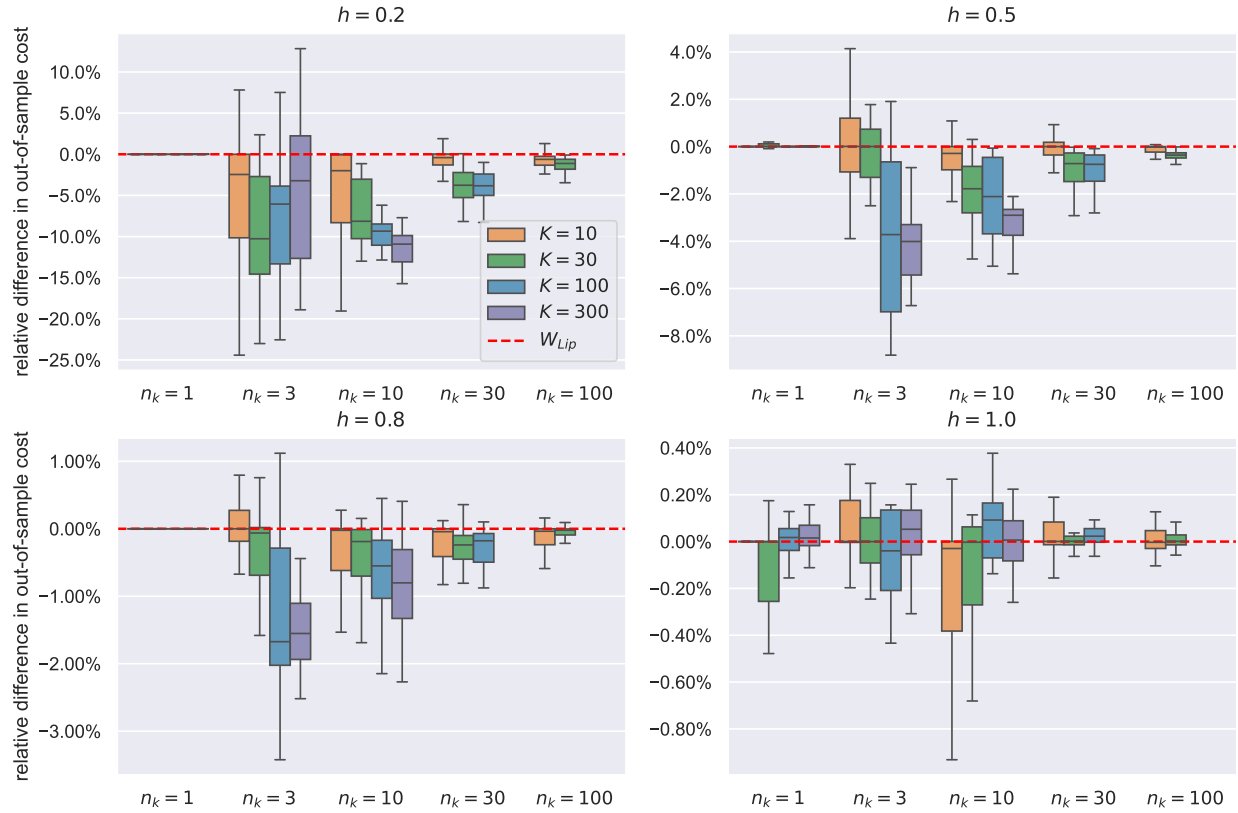 h = 0.2
relative difference in out-of-sample cost
10.0%
5.0%
0.0%
−5.0%
−10.0%
−15.0%
−20.0%
−25.0%
K = 10
K = 30
K = 100
K = 300
W_Lip
n_k = 1
n_k = 3
n_k = 10
n_k = 30
n_k = 100
h = 0.5
4.0%
2.0%
0.0%
−2.0%
−4.0%
−6.0%
−8.0%
n_k = 1
n_k = 3
n_k = 10
n_k = 30
n_k = 100
h = 0.8
relative difference in out-of-sample cost
1.00%
0.00%
−1.00%
−2.00%
−3.00%
n_k = 1
n_k = 3
n_k = 10
n_k = 30
n_k = 100
h = 1.0
0.40%
0.20%
0.00%
−0.20%
−0.40%
−0.60%
−0.80%
n_k = 1
n_k = 3
n_k = 10
n_k = 30
n_k = 100